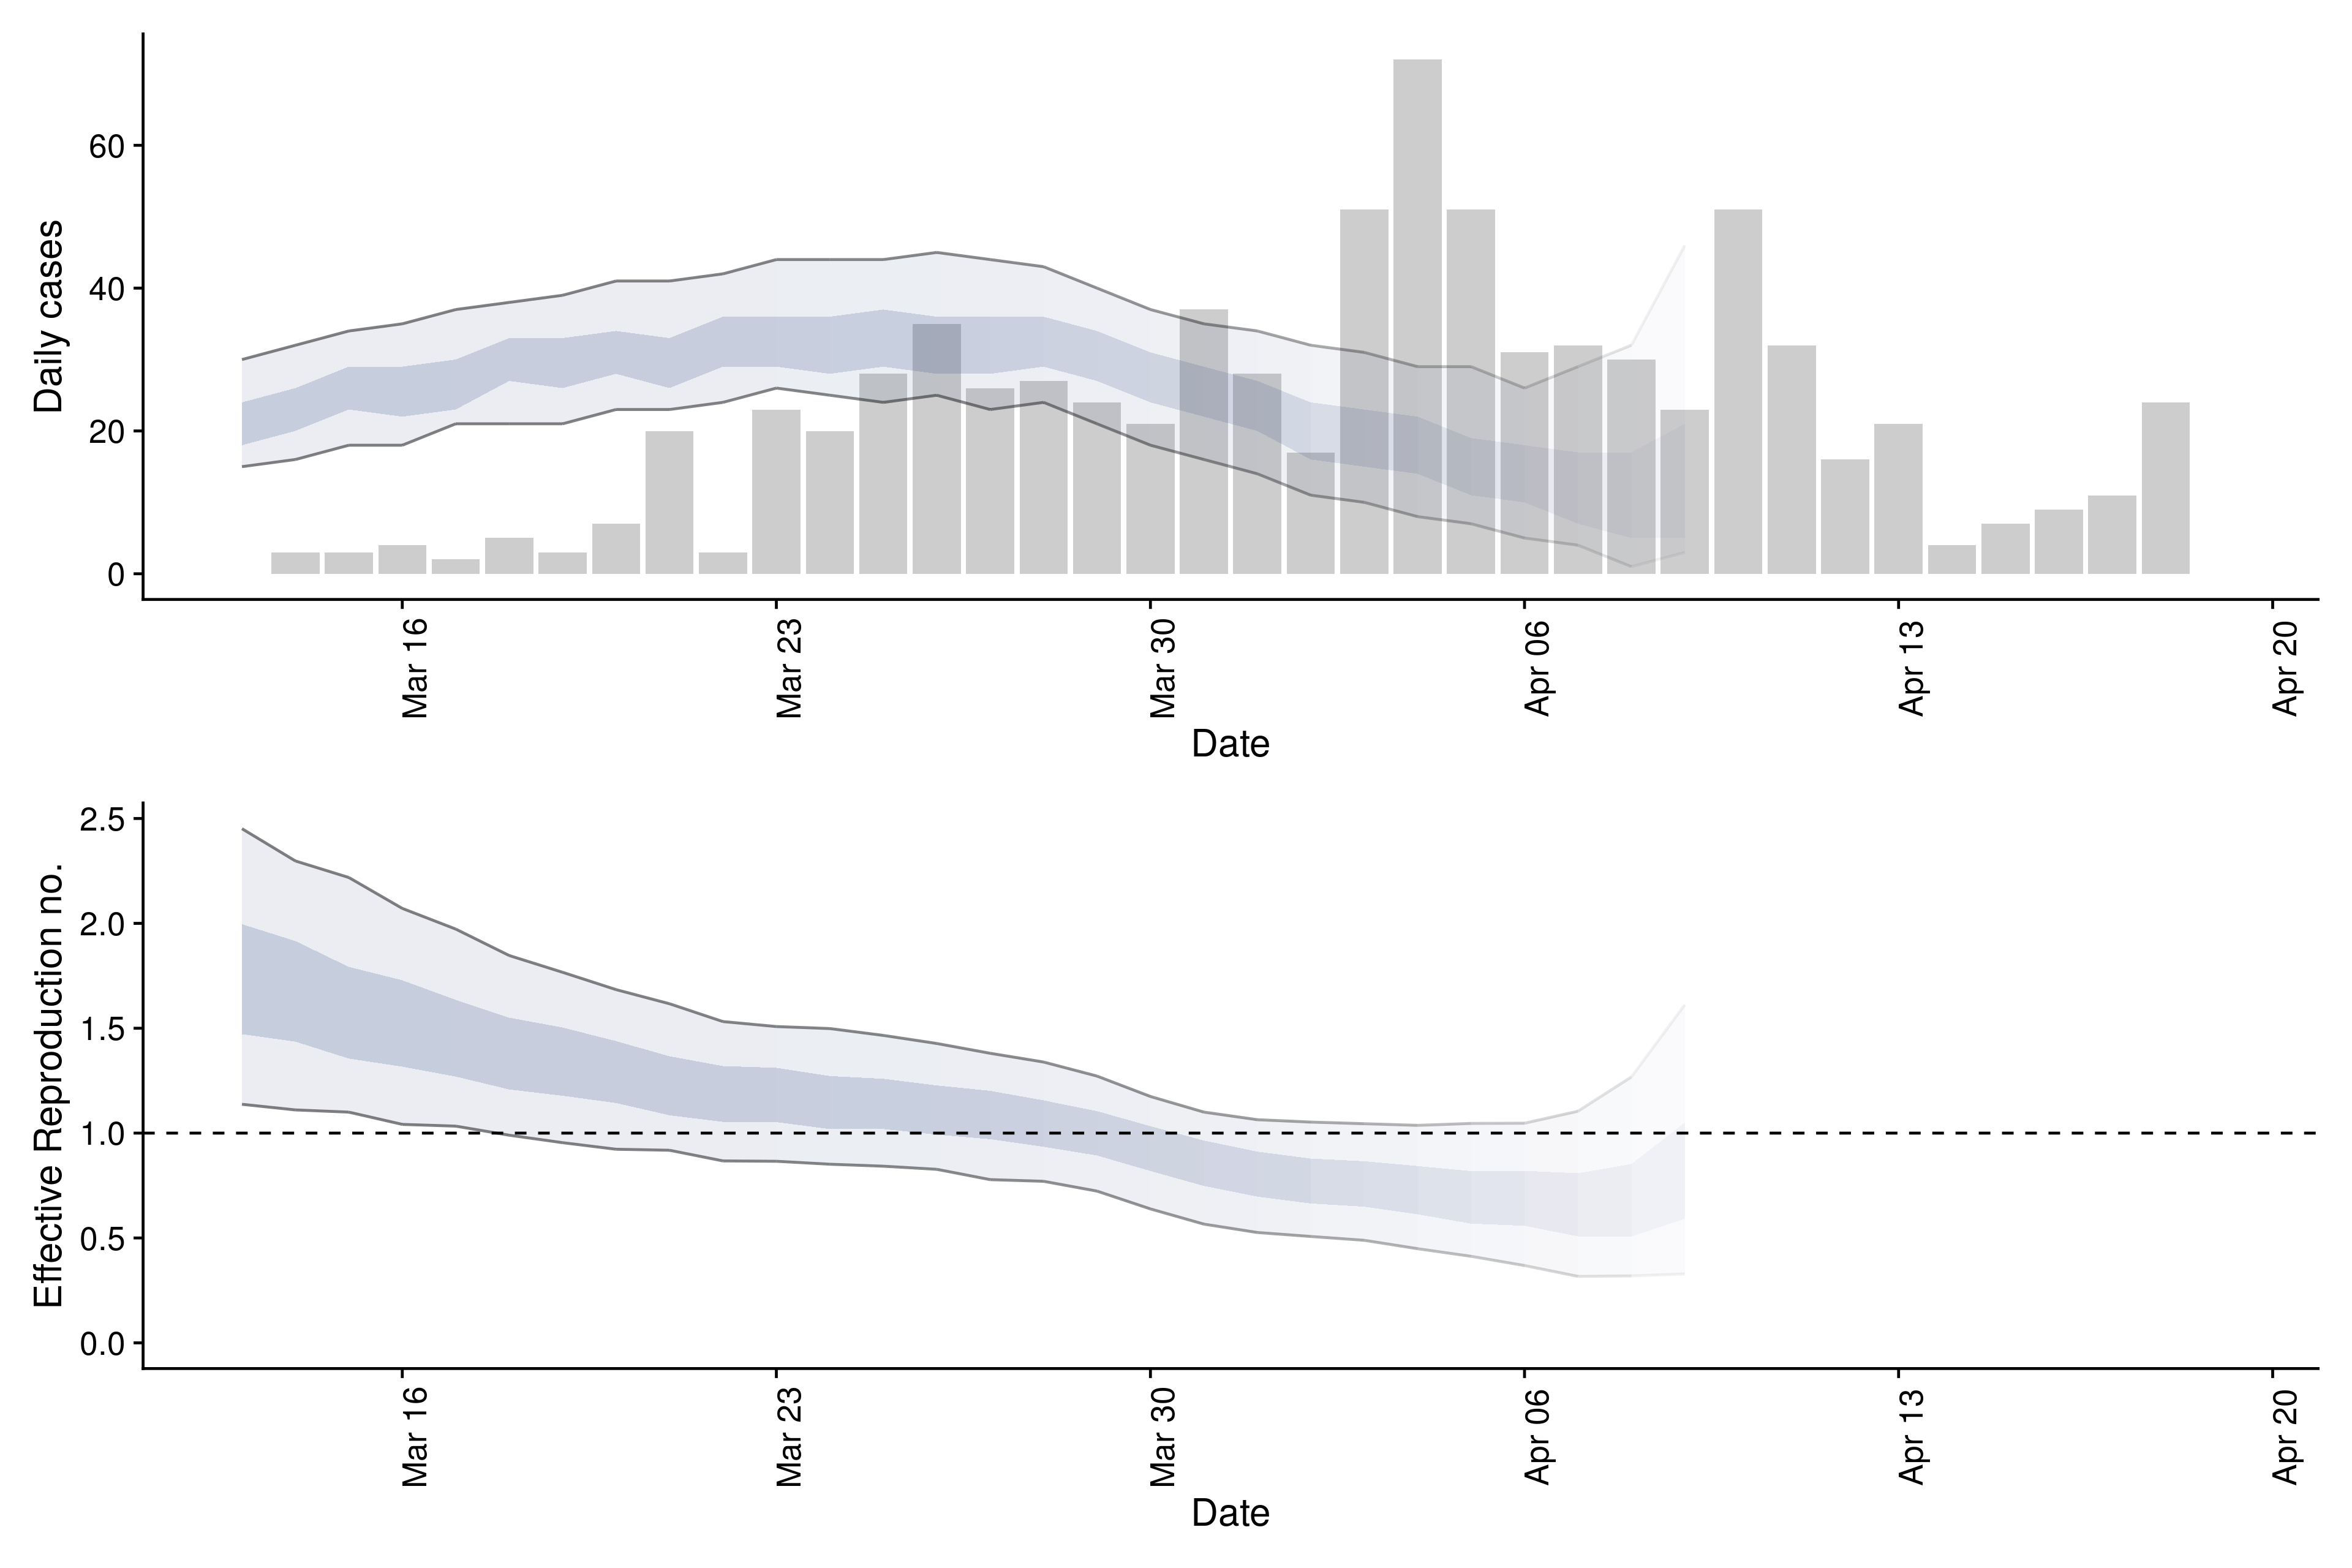 Daily cases
60
40
20
0
Mar 16
Mar 23
Mar 30
Apr 06
Apr 13
Apr 20
Date
Effective Reproduction no.
2.5
2.0
1.5
1.0
0.5
0.0
Mar 16
Mar 23
Mar 30
Apr 06
Apr 13
Apr 20
Date